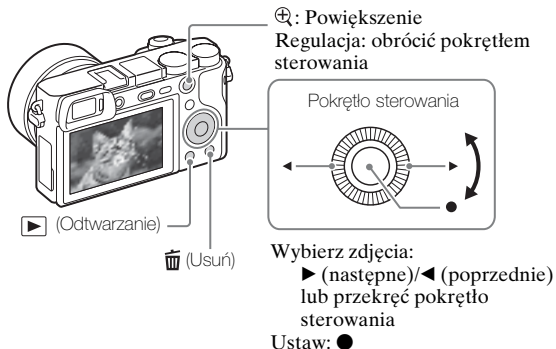 ⊕: Powiększenie
Regulacja: obrócić pokrętłem
sterowania
Pokrętło sterowania
▶ (Odtwarzanie)
(Usuń)
Wybierz zdjęcia:
▶ (następne)/◀ (poprzednie)
lub przekręć pokrętło
sterowania
Ustaw: ●